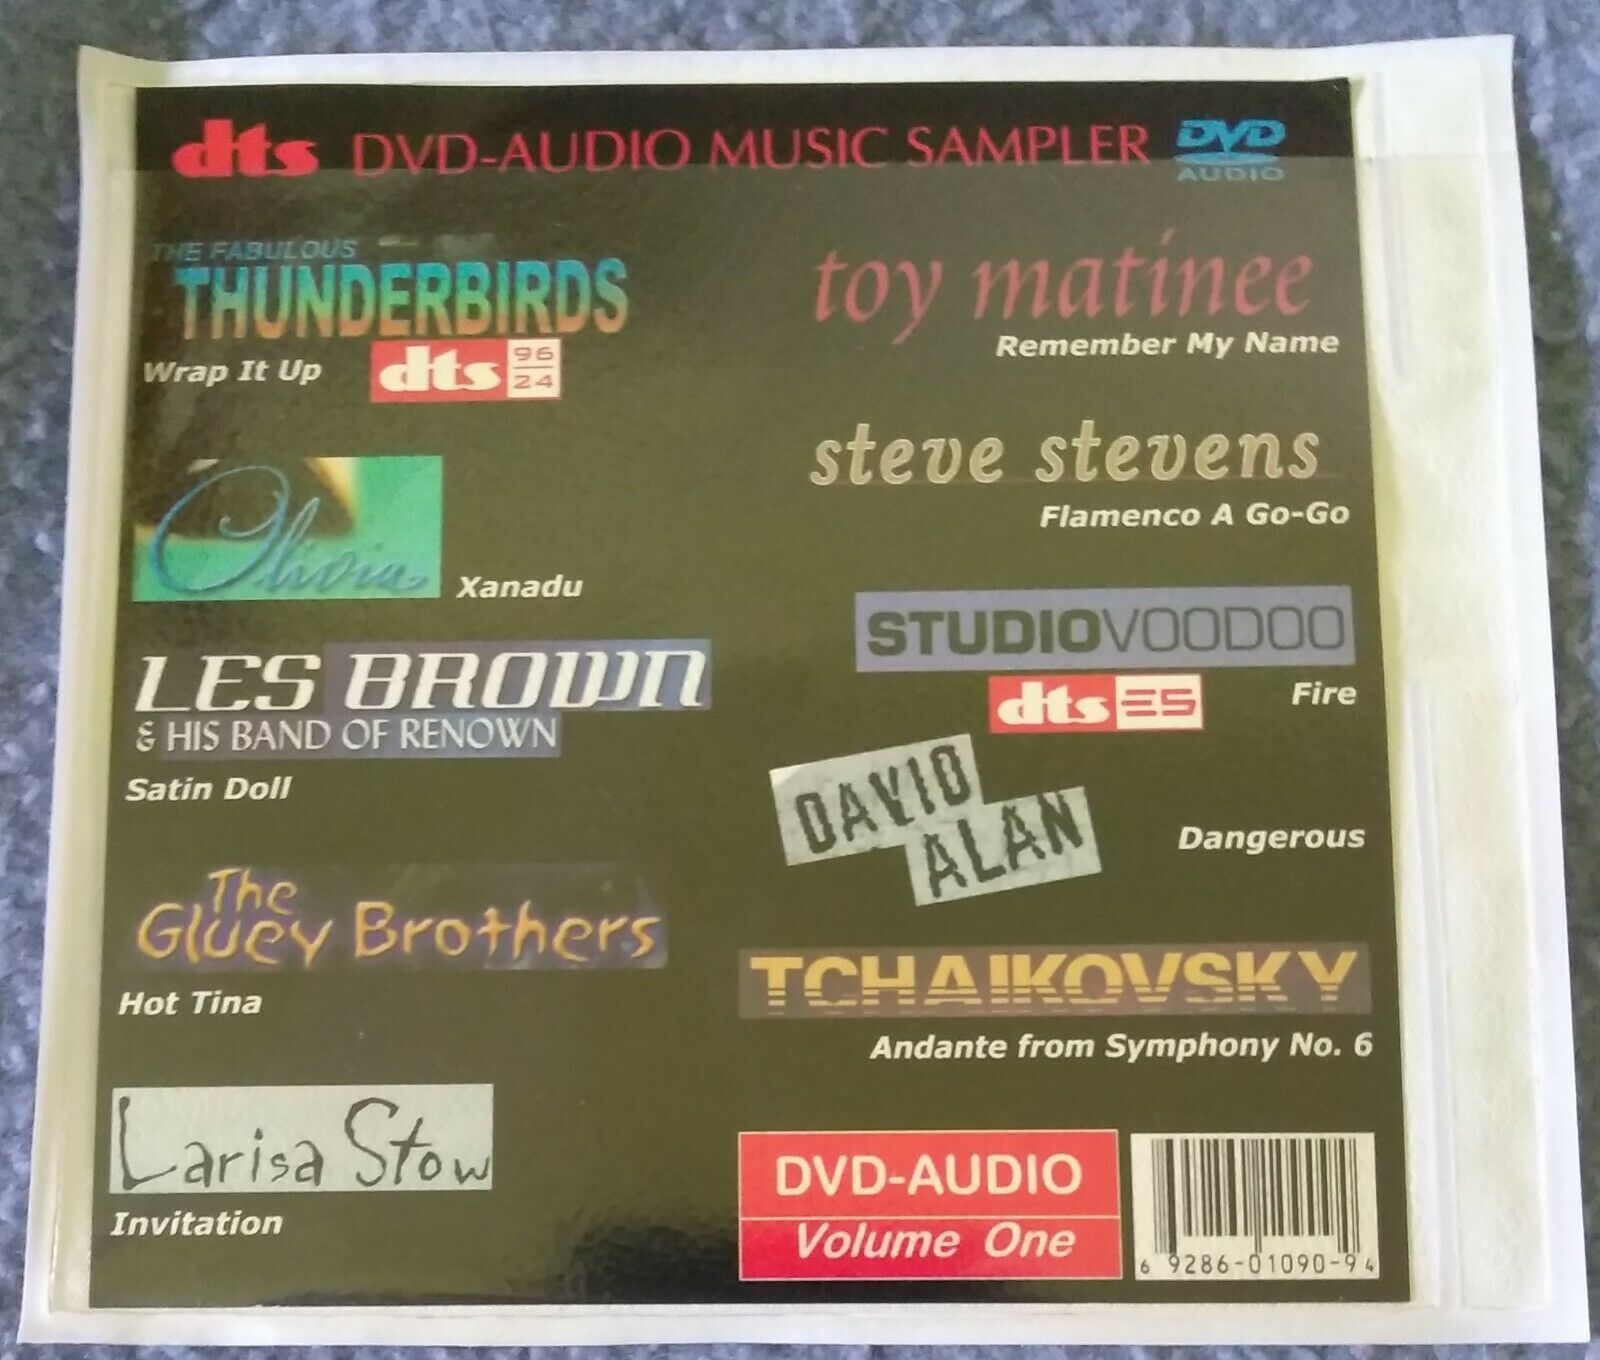 dts DVD-AUDIO MUSIC SAMPLER DVD AUDIO
THE FABULOUS
THUNDERBIRDS
Wrap It Up
dts 96 24
Olivia
Xanadu
LES BROWN
& HIS BAND OF RENOWN
Satin Doll
The
Gluey Brothers
Hot Tina
Larisa Stow
Invitation
toy matinee
Remember My Name
steve stevens
Flamenco A Go-Go
STUDIOVOODOO
dts ES
Fire
DAVID
ALAN
Dangerous
TCHAIKOVSKY
Andante from Symphony No. 6
DVD-AUDIO
Volume One
6 9286-01090-9 4